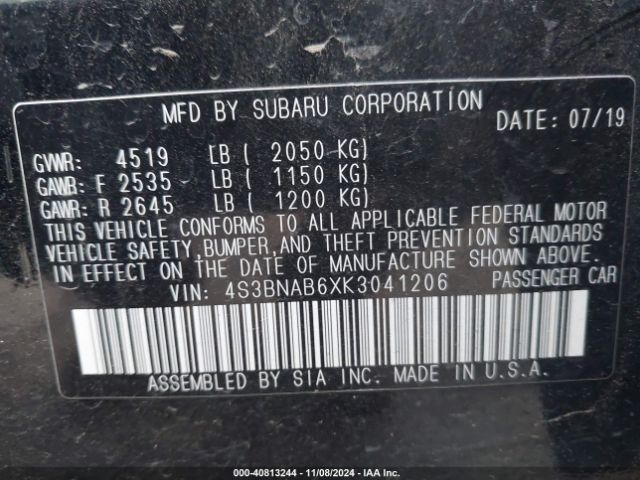 MFD BY SUBARU CORPORATION
DATE: 07/19
GVWR: 4519 LB ( 2050 KG)
GAWR: F 2535 LB ( 1150 KG)
GAWR: R 2645 LB ( 1200 KG)
THIS VEHICLE CONFORMS TO ALL APPLICABLE FEDERAL MOTOR
VEHICLE SAFETY, BUMPER, AND THEFT PREVENTION STANDARDS
IN EFFECT ON THE DATE OF MANUFACTURE SHOWN ABOVE.
VIN: 4S3BNAB6XK3041206 PASSENGER CAR
ASSEMBLED BY SIA INC. MADE IN U.S.A.
000-40813244 - 11/08/2024 - IAA Inc.